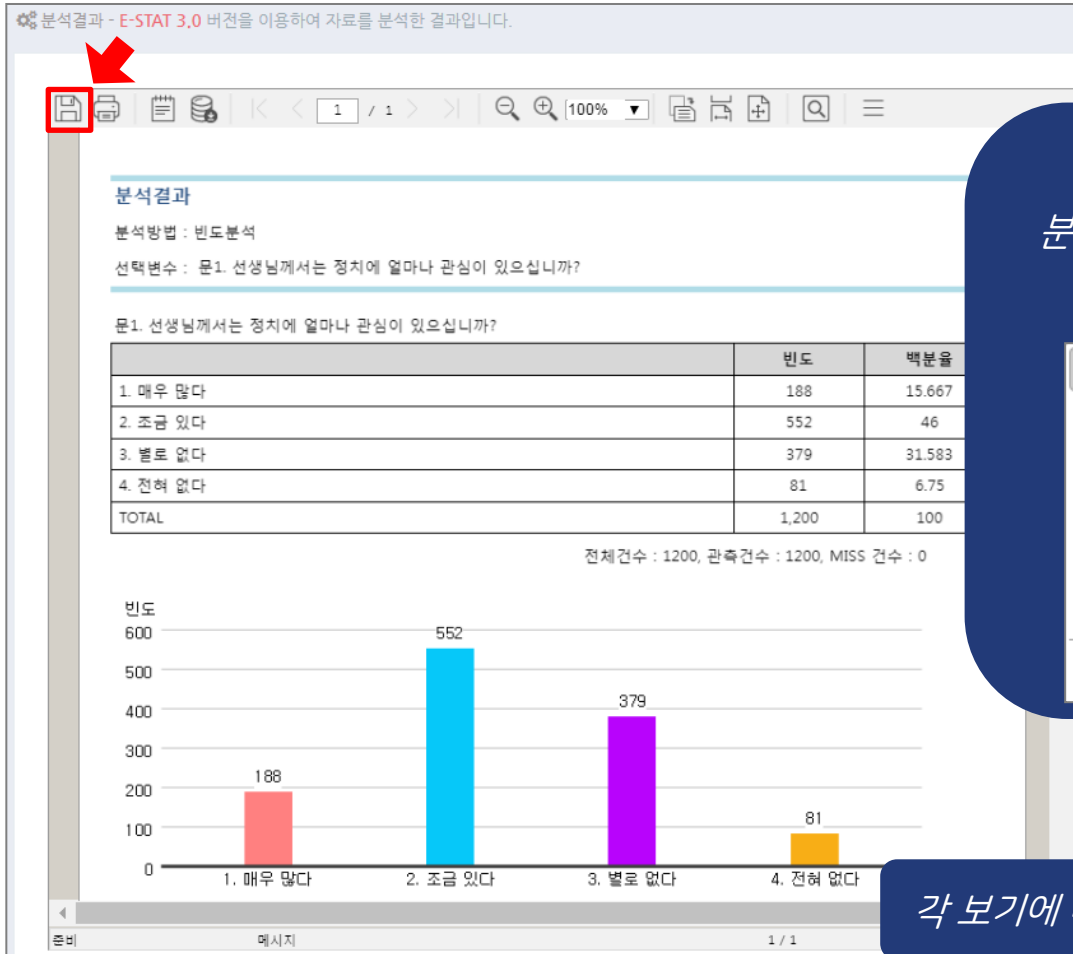 분석결과 - E-STAT 3.0 버전을 이용하여 자료를 분석한 결과입니다.
1 / 1 100%
분석결과
분석방법 : 빈도분석
선택변수 : 문1. 선생님께서는 정치에 얼마나 관심이 있으십니까?
문1. 선생님께서는 정치에 얼마나 관심이 있으십니까?
빈도 백분율
1. 매우 많다 188 15.667
2. 조금 있다 552 46
3. 별로 없다 379 31.583
4. 전혀 없다 81 6.75
TOTAL 1,200 100
전체건수 : 1200, 관측건수 : 1200, MISS 건수 : 0
빈도
600
552
500
400
379
300
200
188
100
81
0
1. 매우 많다 2. 조금 있다 3. 별로 없다 4. 전혀 없다
준비 메시지 1 / 1
분
각 보기에